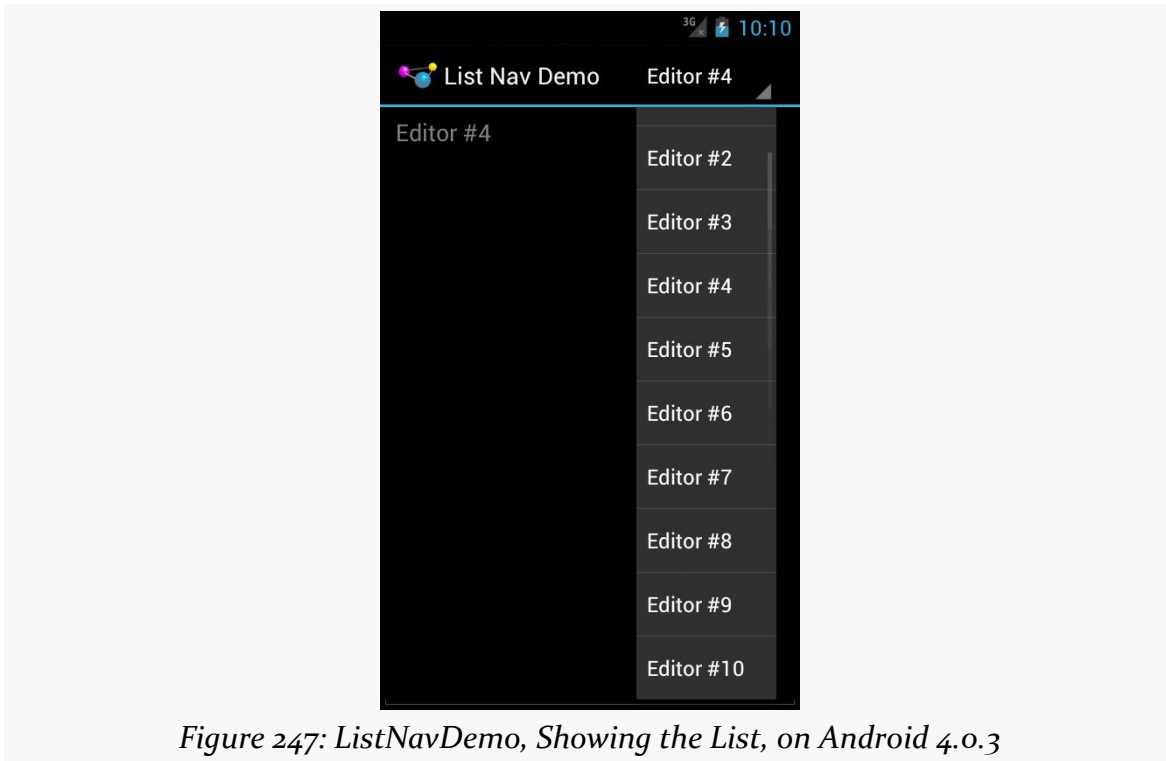 3G 10:10
List Nav Demo Editor #4
Editor #4
Editor #2
Editor #3
Editor #4
Editor #5
Editor #6
Editor #7
Editor #8
Editor #9
Editor #10
Figure 247: ListNavDemo, Showing the List, on Android 4.0.3